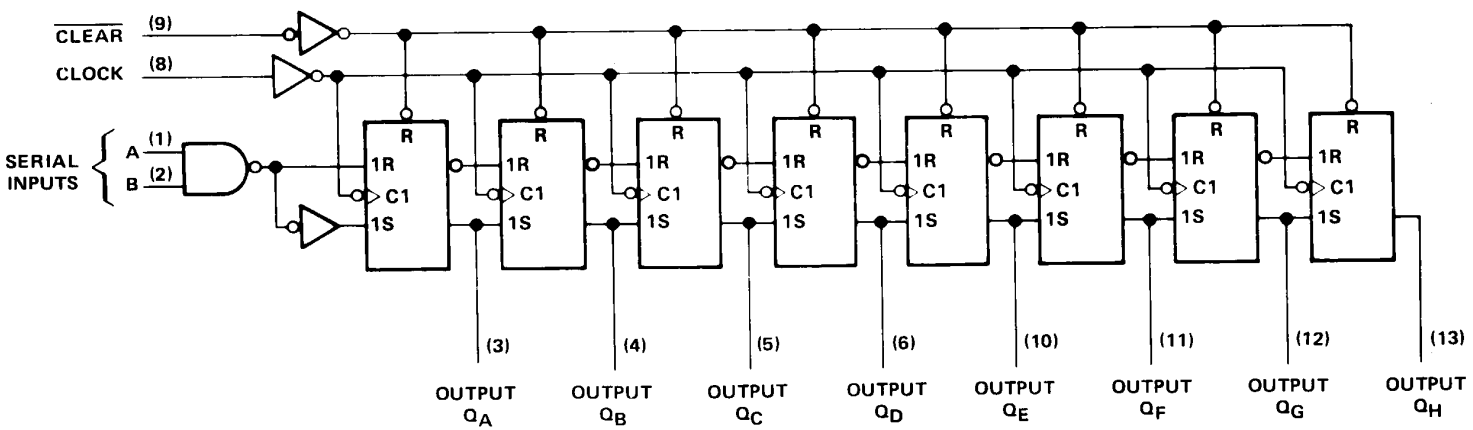 CLEAR (9)
CLOCK (8)
SERIAL INPUTS
A (1)
B (2)
R R R R R R R R
1R 1R 1R 1R 1R 1R 1R 1R
C1 C1 C1 C1 C1 C1 C1 C1
1S 1S 1S 1S 1S 1S 1S 1S
(3) (4) (5) (6) (10) (11) (12) (13)
OUTPUT OUTPUT OUTPUT OUTPUT OUTPUT OUTPUT OUTPUT OUTPUT
QA QB QC QD QE QF QG QH